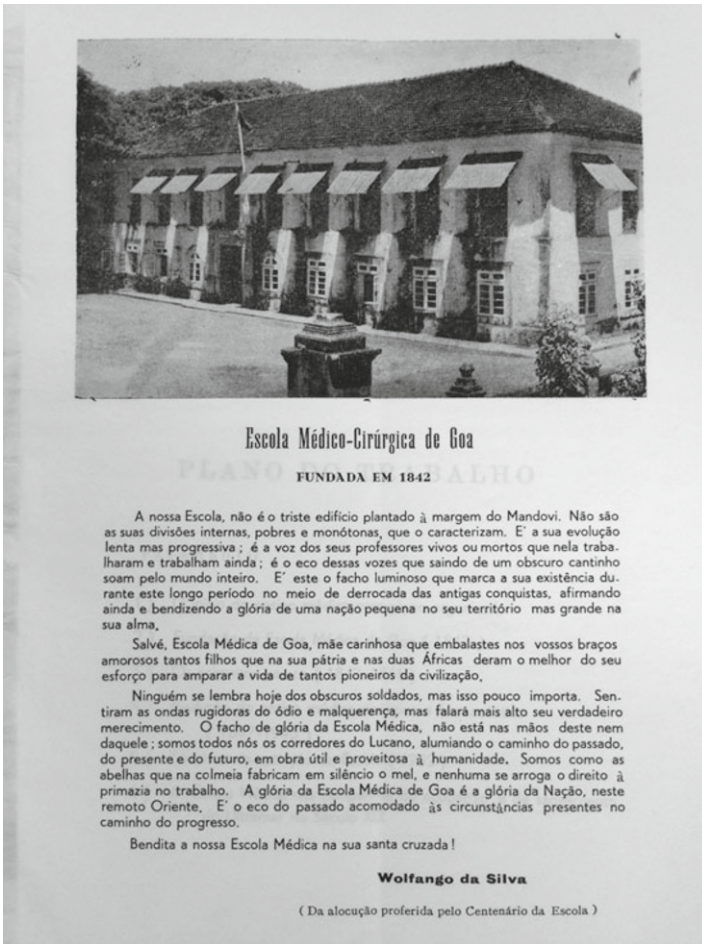 Escola Médico-Cirúrgica de Goa
PLANO DO TRABALHO
FUNDADA EM 1842
A nossa Escola, não é o triste edifício plantado à margem do Mandovi. Não são
as suas divisões internas, pobres e monótonas, que o caracterizam. E' a sua evolução
lenta mas progressiva ; é a voz dos seus professores vivos ou mortos que nela traba-
lharam e trabalham ainda ; é o eco dessas vozes que saindo de um obscuro cantinho
soam pelo mundo inteiro. E' este o facho luminoso que marca a sua existência du-
rante este longo período no meio de derrocada das antigas conquistas, afirmando
ainda e bendizendo a glória de uma nação pequena no seu território mas grande na
sua alma.
Salvé, Escola Médica de Goa, mãe carinhosa que embalastes nos vossos braços
amorosos tantos filhos que na sua pátria e nas duas Áfricas deram o melhor do seu
esforço para amparar a vida de tantos pioneiros da civilização.
Ninguém se lembra hoje dos obscuros soldados, mas isso pouco importa. Sen-
tiram as ondas rugidoras do ódio e malquerença, mas falará mais alto seu verdadeiro
merecimento. O facho de glória da Escola Médica, não está nas mãos deste nem
daquele ; somos todos nós os corredores do Lucano, alumiando o caminho do passado,
do presente e do futuro, em obra útil e proveitosa à humanidade. Somos como as
abelhas que na colmeia fabricam em silêncio o mel, e nenhuma se arroga o direito à
primazia no trabalho. A glória da Escola Médica de Goa é a glória da Nação, neste
remoto Oriente. E' o eco do passado acomodado às circunstâncias presentes no
caminho do progresso.
Bendita a nossa Escola Médica na sua santa cruzada !
Wolfango da Silva
( Da alocução proferida pelo Centenário da Escola )